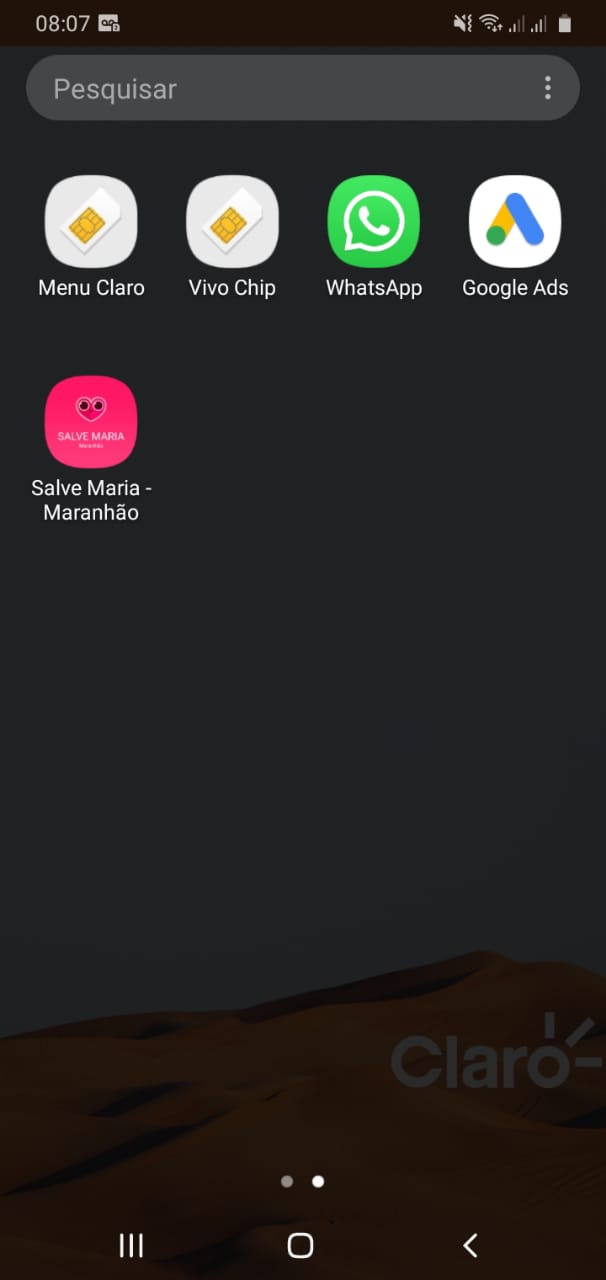 08:07
Pesquisar
Menu Claro
Vivo Chip
WhatsApp
Google Ads
SALVE MARIA
Maranhão
Salve Maria -
Maranhão
Claro